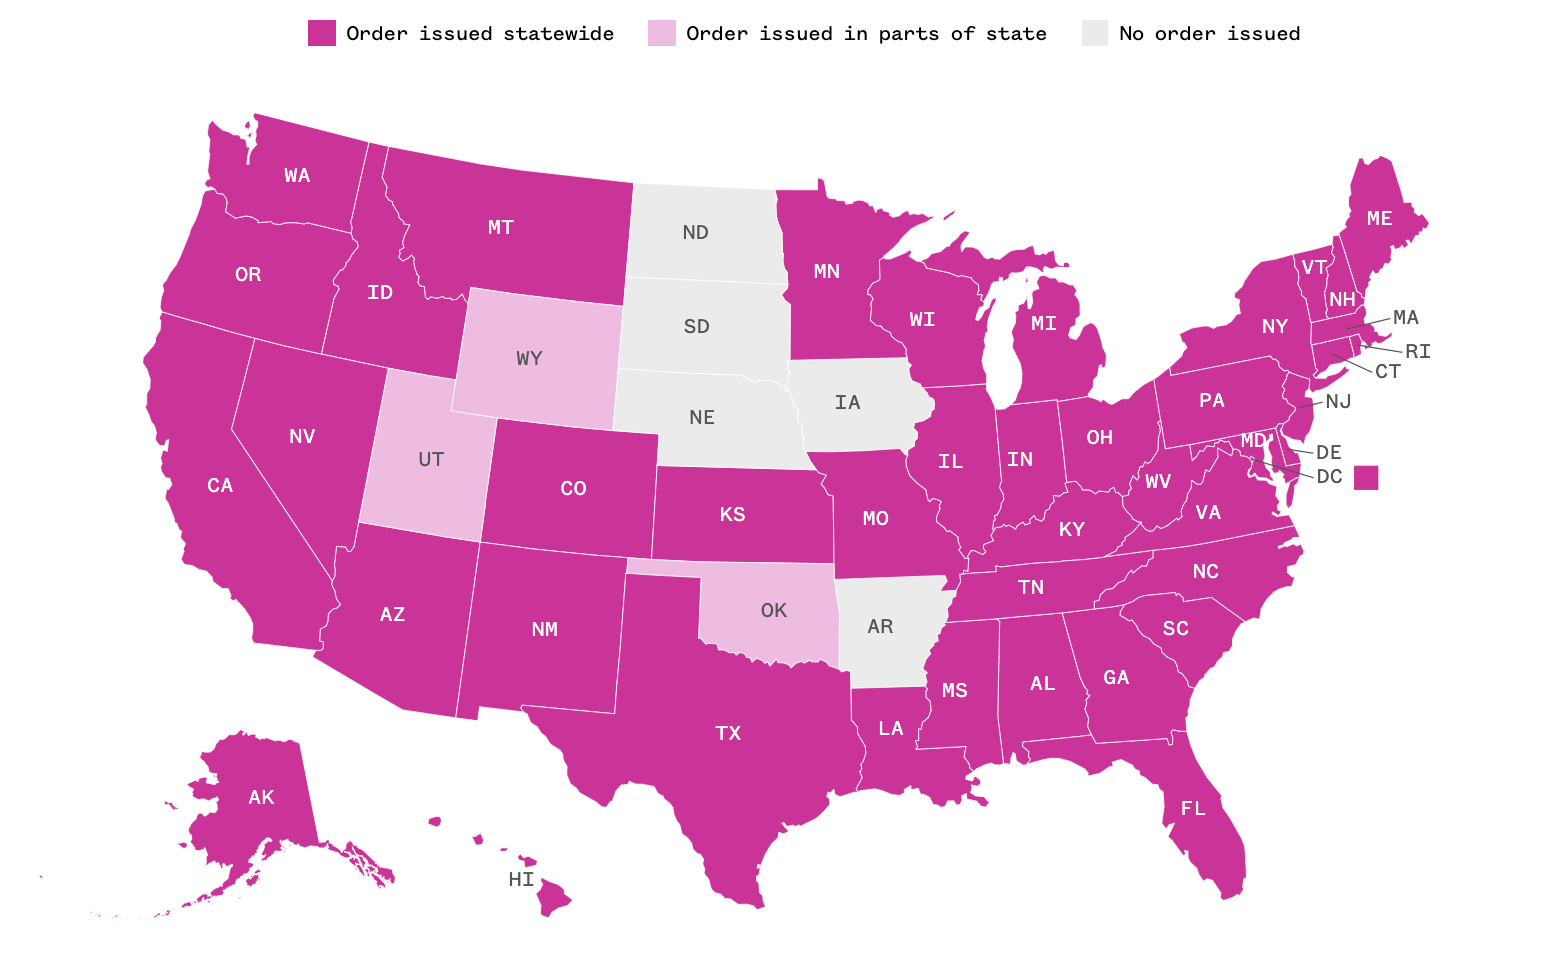 Order issued statewide Order issued in parts of state No order issued
WA
MT
ND
ME
OR
ID
MN
VT
NH
SD
WI
MI
NY
MA
WY
RI
CT
NE
IA
PA
NJ
NV
UT
OH
MD
DE
CA
CO
IL
IN
WV
DC
KS
MO
KY
VA
AZ
NM
OK
AR
TN
NC
SC
TX
LA
MS
AL
GA
AK
FL
HI